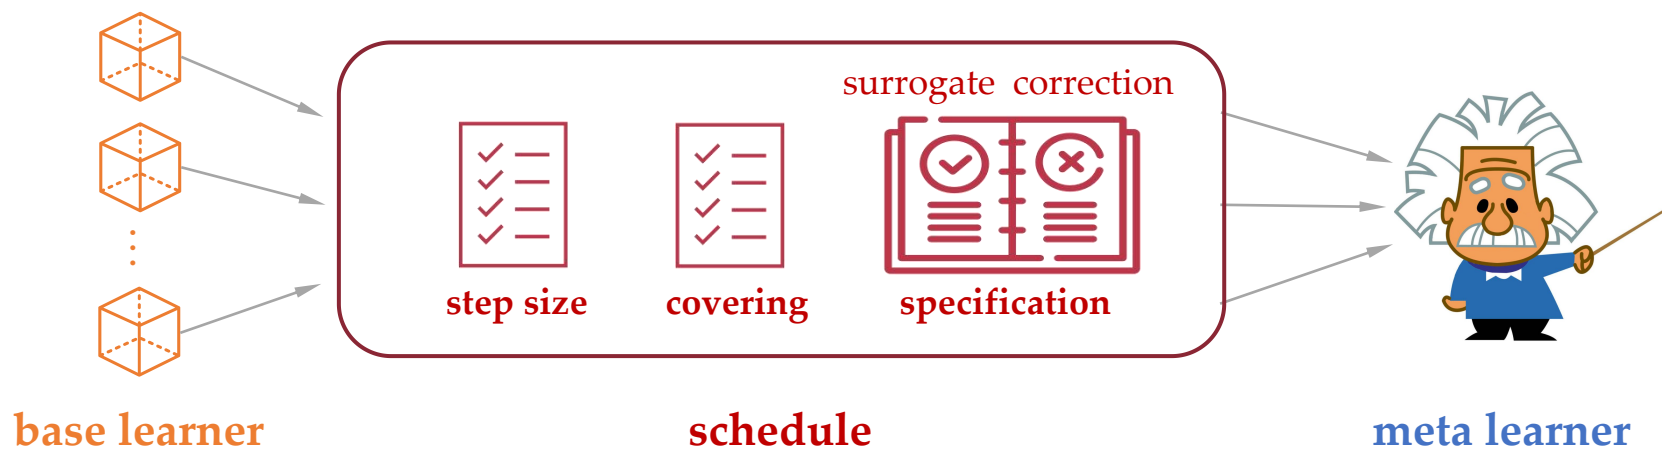 surrogate correction
step size
covering
specification
base learner
schedule
meta learner